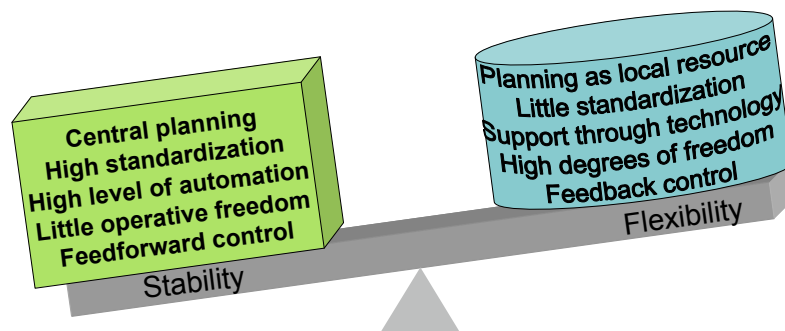 Central planning
High standardization
High level of automation
Little operative freedom
Feedforward control
Stability
Planning as local resource
Little standardization
Support through technology
High degrees of freedom
Feedback control
Flexibility